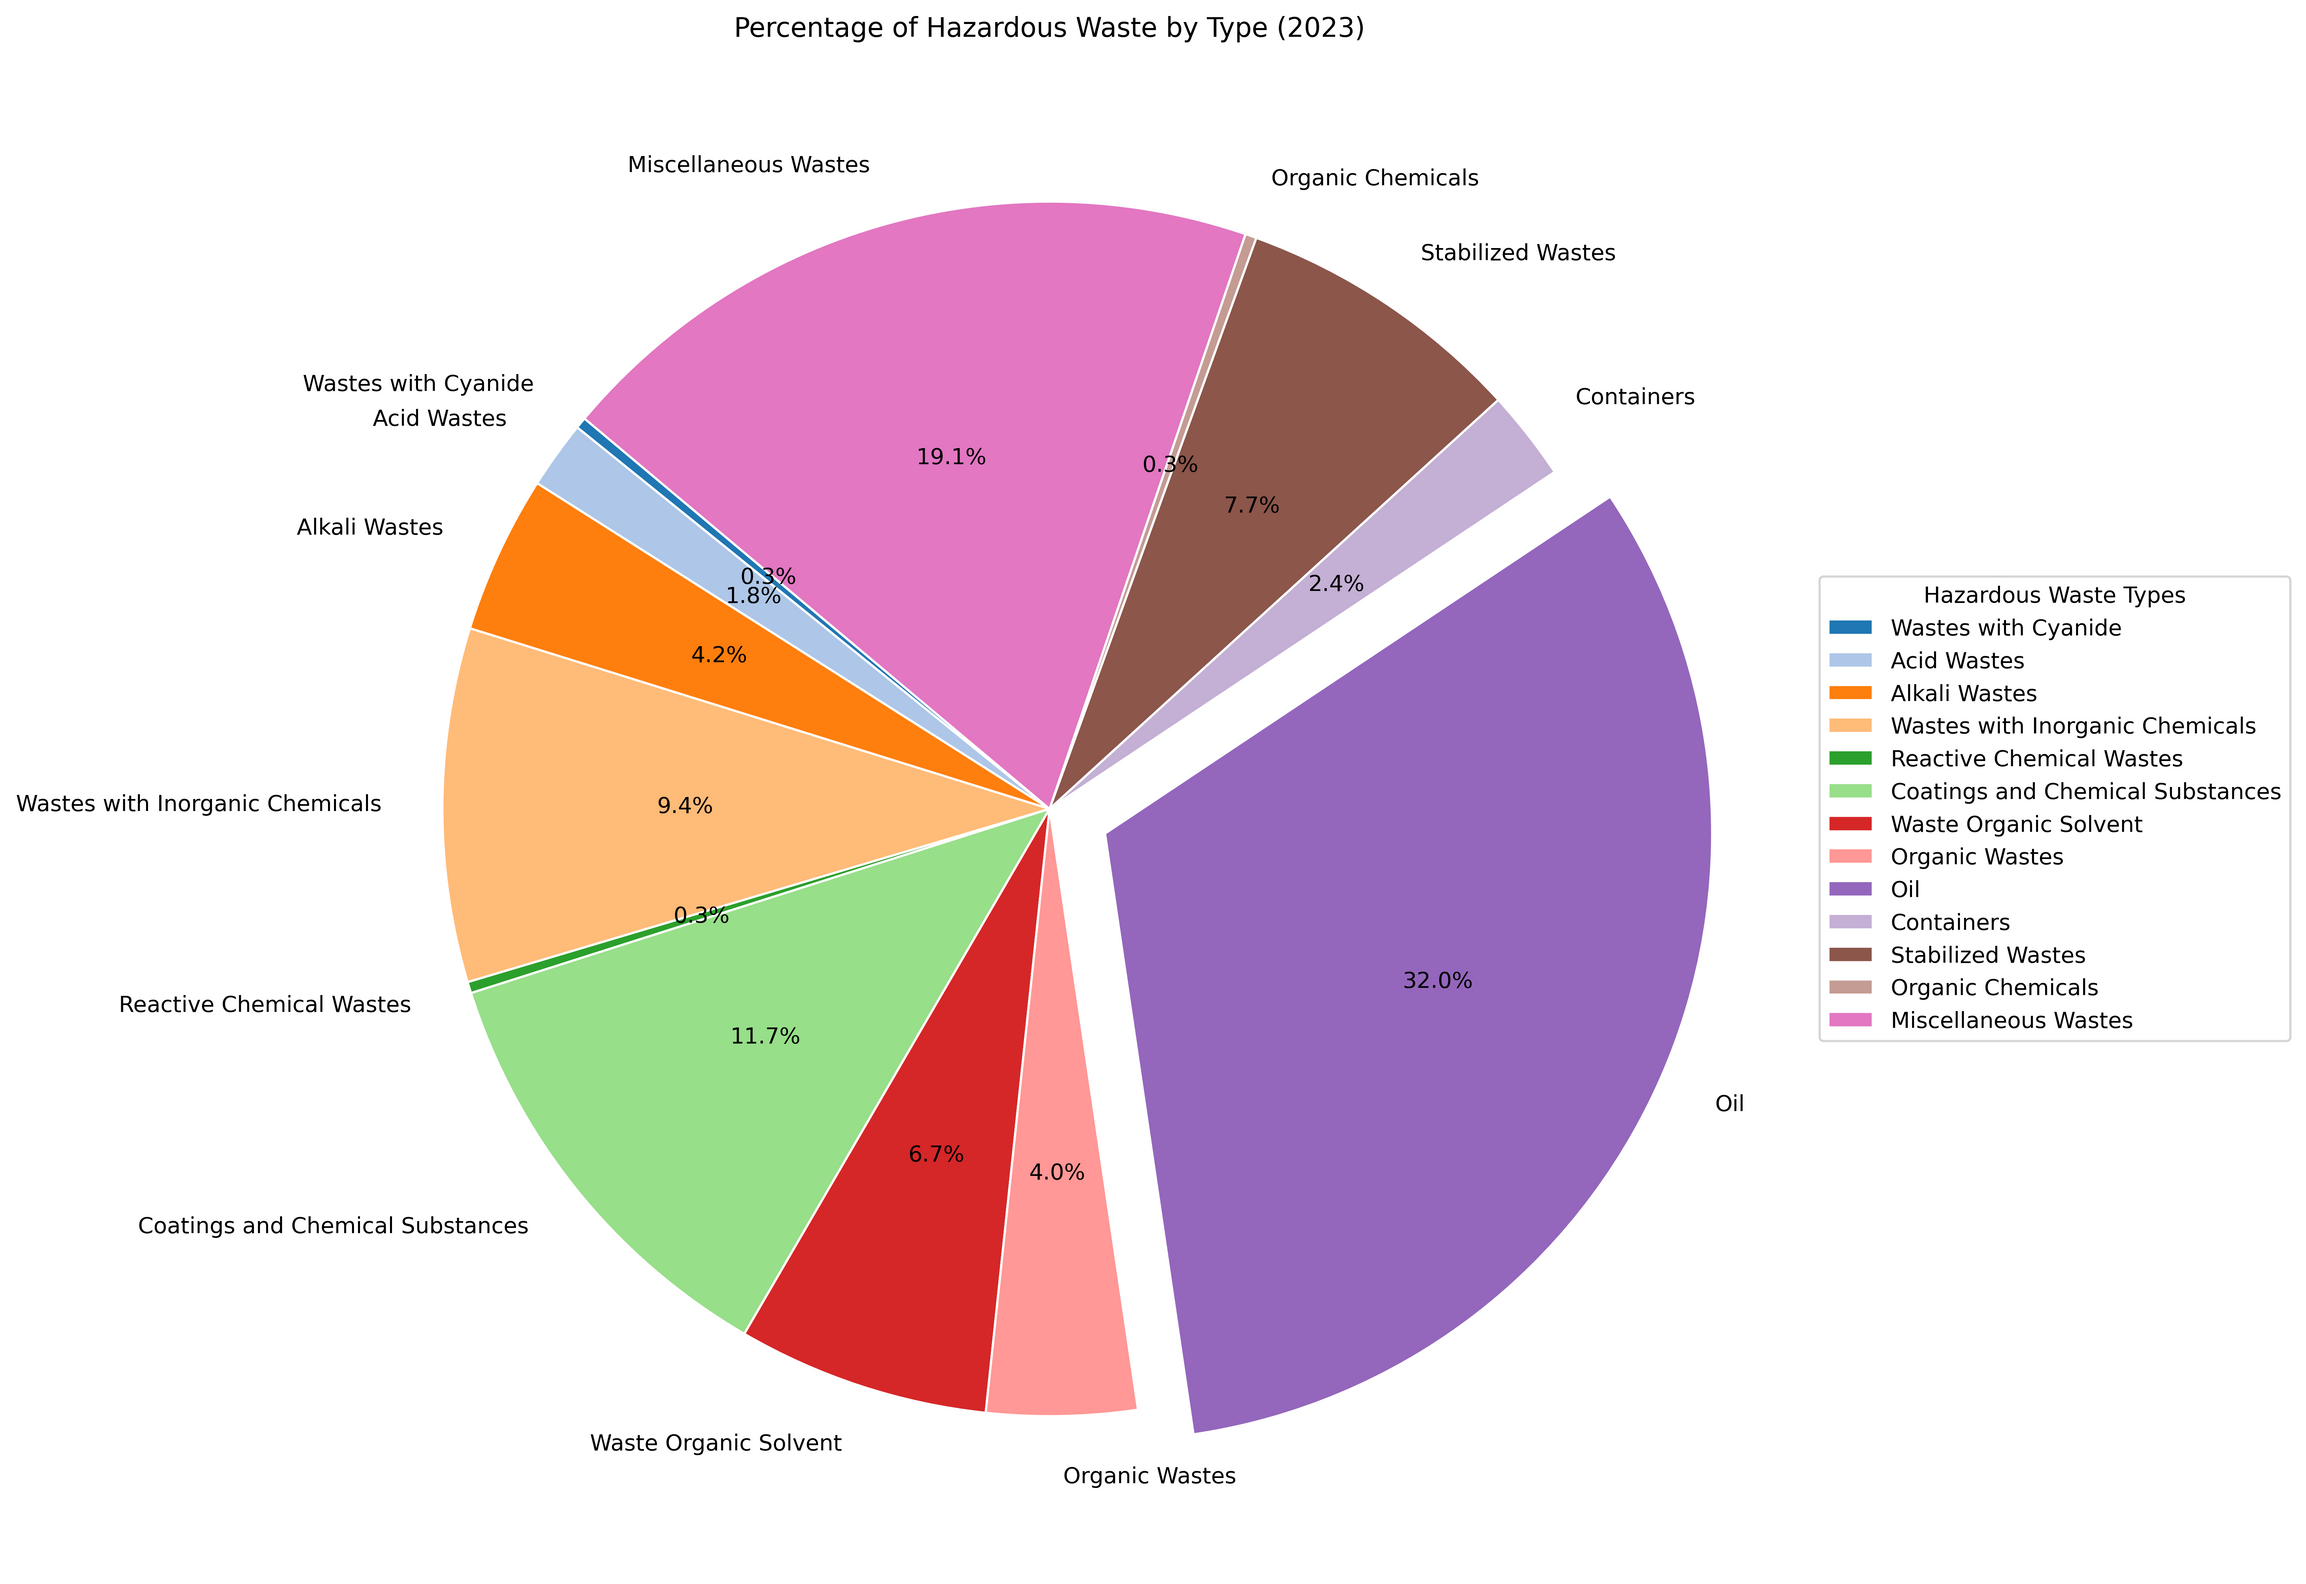 Percentage of Hazardous Waste by Type (2023)
Miscellaneous Wastes
Organic Chemicals
Stabilized Wastes
Wastes with Cyanide
Containers
Acid Wastes
19.1%
0.3%
7.7%
Alkali Wastes
0.3%
2.4%
1.8%
4.2%
Wastes with Inorganic Chemicals
9.4%
0.3%
32.0%
Reactive Chemical Wastes
11.7%
Oil
6.7%
4.0%
Coatings and Chemical Substances
Waste Organic Solvent
Organic Wastes
Hazardous Waste Types
Wastes with Cyanide
Acid Wastes
Alkali Wastes
Wastes with Inorganic Chemicals
Reactive Chemical Wastes
Coatings and Chemical Substances
Waste Organic Solvent
Organic Wastes
Oil
Containers
Stabilized Wastes
Organic Chemicals
Miscellaneous Wastes